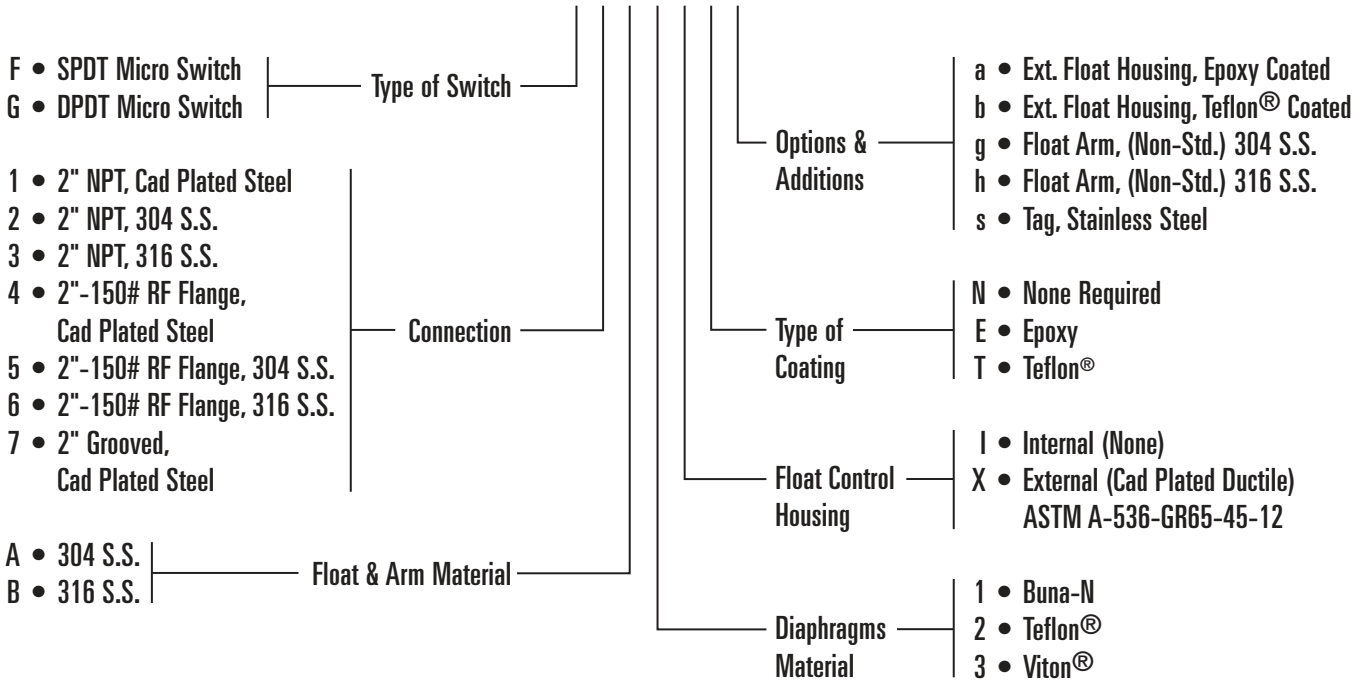 F • SPDT Micro Switch
G • DPDT Micro Switch
Type of Switch
1 • 2" NPT, Cad Plated Steel
2 • 2" NPT, 304 S.S.
3 • 2" NPT, 316 S.S.
4 • 2"-150# RF Flange,
Cad Plated Steel
5 • 2"-150# RF Flange, 304 S.S.
6 • 2"-150# RF Flange, 316 S.S.
7 • 2" Grooved,
Cad Plated Steel
Connection
A • 304 S.S.
B • 316 S.S.
Float & Arm Material
Options &
Additions
a • Ext. Float Housing, Epoxy Coated
b • Ext. Float Housing, Teflon® Coated
g • Float Arm, (Non-Std.) 304 S.S.
h • Float Arm, (Non-Std.) 316 S.S.
s • Tag, Stainless Steel
Type of
Coating
N • None Required
E • Epoxy
T • Teflon®
Float Control
Housing
I • Internal (None)
X • External (Cad Plated Ductile)
ASTM A-536-GR65-45-12
Diaphragms
Material
1 • Buna-N
2 • Teflon®
3 • Viton®